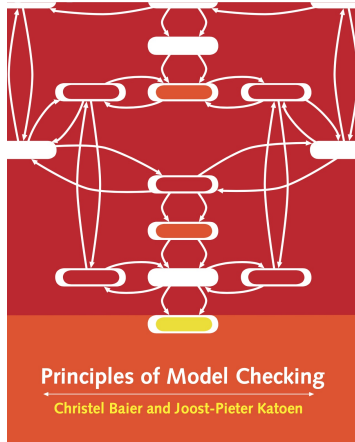 Principles of Model Checking
Christel Baier and Joost-Pieter Katoen